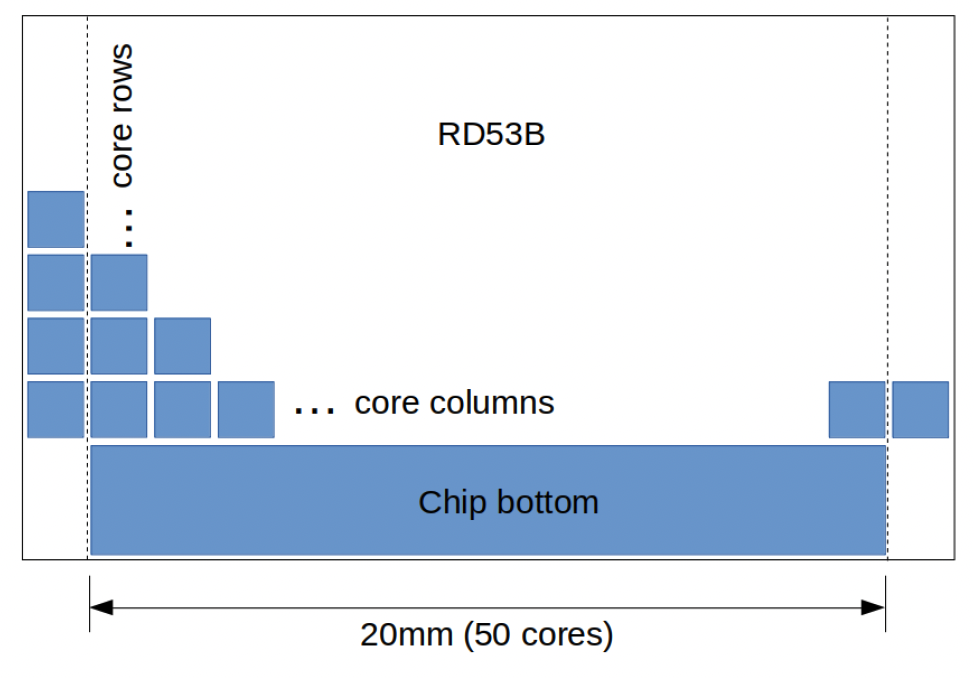 ... core rows
RD53B
... core columns
Chip bottom
20mm (50 cores)